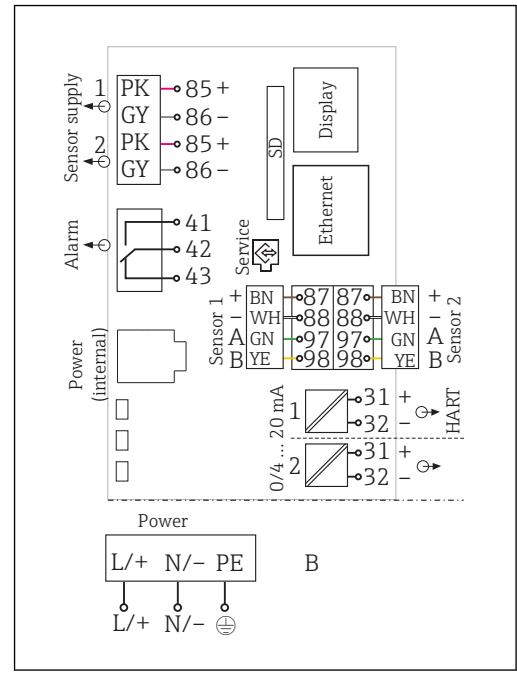 Sensor supply
1
PK
85 +
GY
86 −
2
PK
85 +
GY
86 −
Display
SD
Ethernet
Alarm
41
42
43
Service
Sensor 1
+ BN 87 87 BN +
− WH 88 88 WH −
A GN 97 97 GN A
B YE 98 98 YE B
Sensor 2
Power
(internal)
0/4 ... 20 mA
1
31 +
32 −
HART
2
31 +
32 −
Power
L/+ N/− PE
B
L/+ N/−